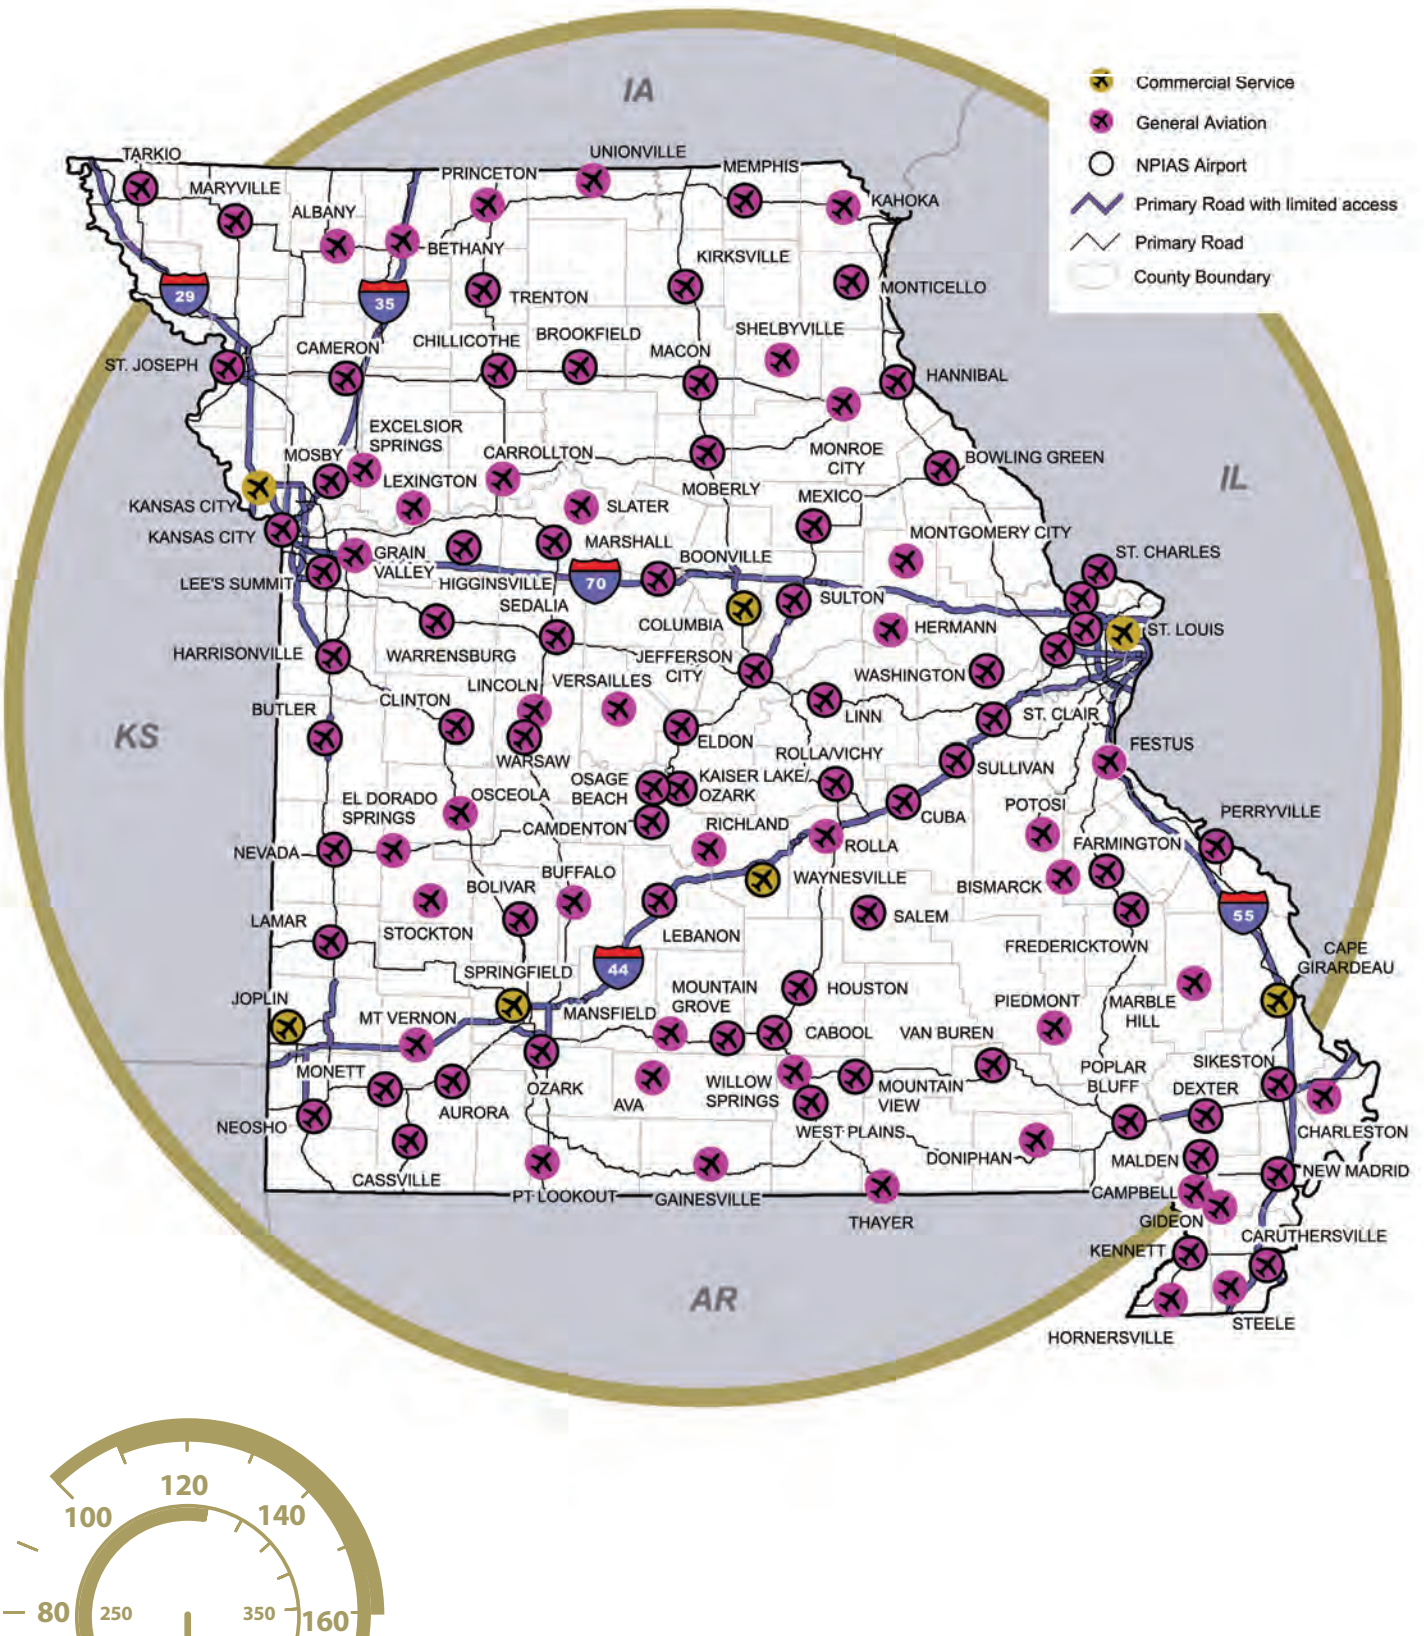 IA
Commercial Service
General Aviation
NPIAS Airport
Primary Road with limited access
Primary Road
County Boundary
TARKIO
MARYVILLE
ALBANY
PRINCETON
UNIONVILLE
MEMPHIS
KAHOKA
BETHANY
KIRKSVILLE
MONTICELLO
29
35
TRENTON
SHELBYVILLE
CHILLICOTHE
BROOKFIELD
MACON
CAMERON
ST. JOSEPH
HANNIBAL
EXCELSIOR
SPRINGS
MOSBY
CARROLLTON
MONROE
CITY
BOWLING GREEN
LEXINGTON
MOBERLY
MEXICO
IL
KANSAS CITY
SLATER
KANSAS CITY
MONTGOMERY CITY
GRAIN
VALLEY
MARSHALL
BOONVILLE
ST. CHARLES
LEE'S SUMMIT
HIGGINSVILLE
70
SEDALIA
SULTON
COLUMBIA
HERMANN
ST. LOUIS
HARRISONVILLE
WARRENSBURG
JEFFERSON
CITY
WASHINGTON
LINCOLN
VERSAILLES
CLINTON
BUTLER
LINN
ST. CLAIR
KS
ELDON
FESTUS
WARSAW
ROLLA/VICHY
SULLIVAN
OSAGE
BEACH
KAISER LAKE/
OZARK
EL DORADO
SPRINGS
OSCEOLA
POTOSI
PERRYVILLE
CAMDENTON
RICHLAND
CUBA
ROLLA
FARMINGTON
NEVADA
BUFFALO
WAYNESVILLE
BISMARCK
BOLIVAR
LAMAR
STOCKTON
SALEM
55
LEBANON
FREDERICKTOWN
CAPE
GIRARDEAU
44
SPRINGFIELD
JOPLIN
MOUNTAIN
GROVE
HOUSTON
PIEDMONT
MARBLE
HILL
MT VERNON
MANSFIELD
CABOOL
VAN BUREN
MONETT
OZARK
WILLOW
SPRINGS
MOUNTAIN
VIEW
POPLAR
BLUFF
SIKESTON
DEXTER
AVA
AURORA
NEOSHO
WEST PLAINS
CHARLESTON
DONIPHAN
MALDEN
CASSVILLE
NEW MADRID
PT LOOKOUT
GAINESVILLE
CAMPBELL
THAYER
GIDEON
CARUTHERSVILLE
KENNETT
AR
STEELE
HORNERSVILLE
120
100
140
80
250
350
160